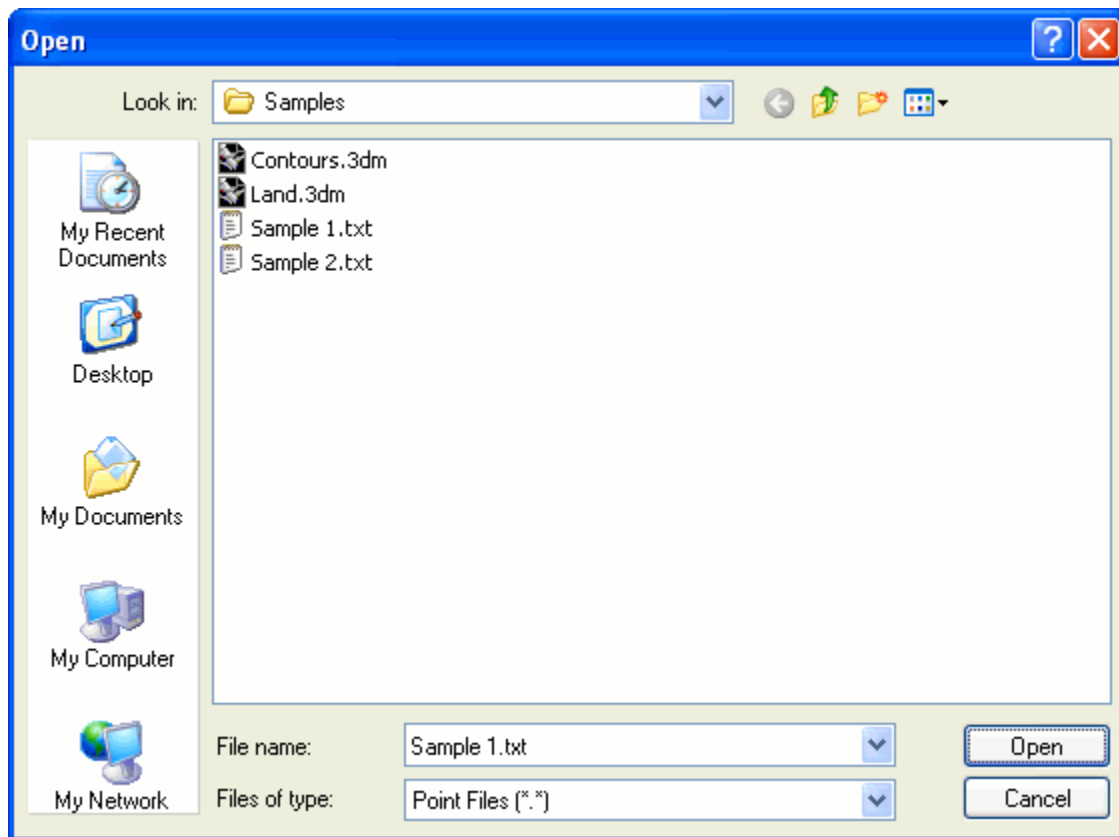 Open
Look in: Samples
My Recent
Documents
Desktop
My Documents
My Computer
My Network
Contours.3dm
Land.3dm
Sample 1.txt
Sample 2.txt
File name: Sample 1.txt Open
Files of type: Point Files (*.*) Cancel